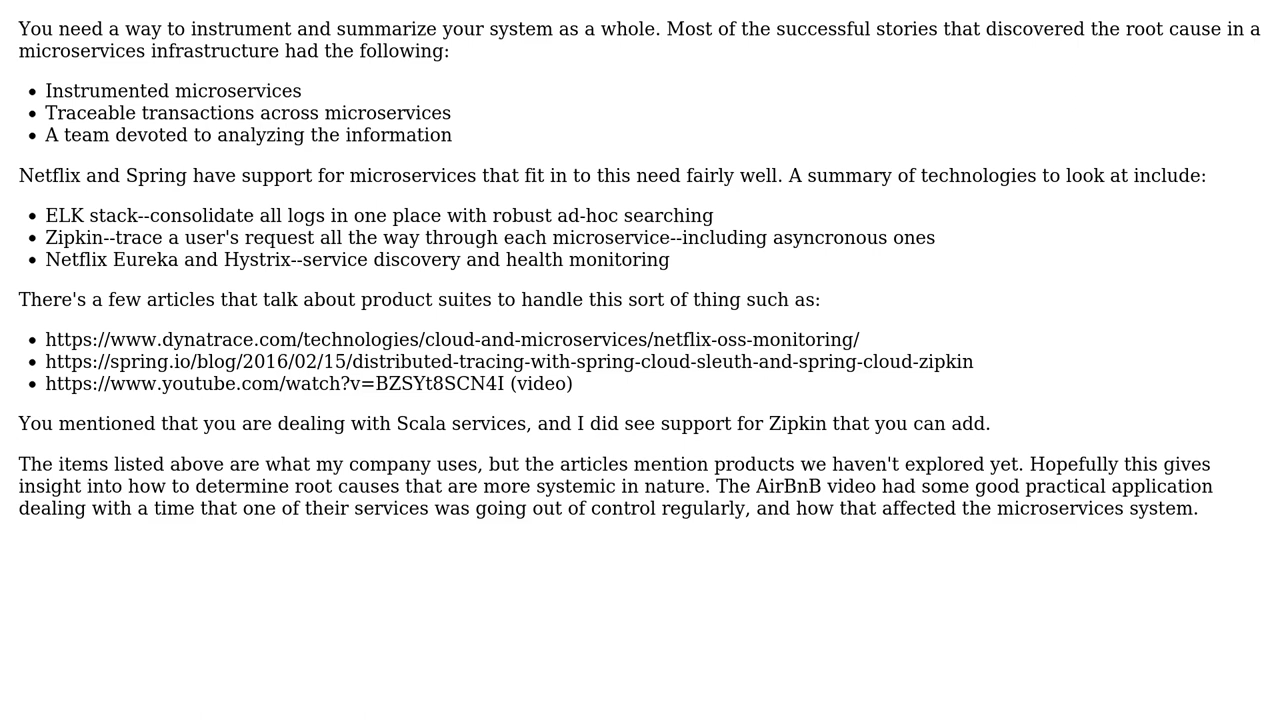 You need a way to instrument and summarize your system as a whole. Most of the successful stories that discovered the root cause in a
microservices infrastructure had the following:
• Instrumented microservices
• Traceable transactions across microservices
• A team devoted to analyzing the information
Netflix and Spring have support for microservices that fit in to this need fairly well. A summary of technologies to look at include:
• ELK stack--consolidate all logs in one place with robust ad-hoc searching
• Zipkin--trace a user's request all the way through each microservice--including asyncronous ones
• Netflix Eureka and Hystrix--service discovery and health monitoring
There's a few articles that talk about product suites to handle this sort of thing such as:
• https://www.dynatrace.com/technologies/cloud-and-microservices/netflix-oss-monitoring/
• https://spring.io/blog/2016/02/15/distributed-tracing-with-spring-cloud-sleuth-and-spring-cloud-zipkin
• https://www.youtube.com/watch?v=BZSYt8SCN4I (video)
You mentioned that you are dealing with Scala services, and I did see support for Zipkin that you can add.
The items listed above are what my company uses, but the articles mention products we haven't explored yet. Hopefully this gives
insight into how to determine root causes that are more systemic in nature. The AirBnB video had some good practical application
dealing with a time that one of their services was going out of control regularly, and how that affected the microservices system.